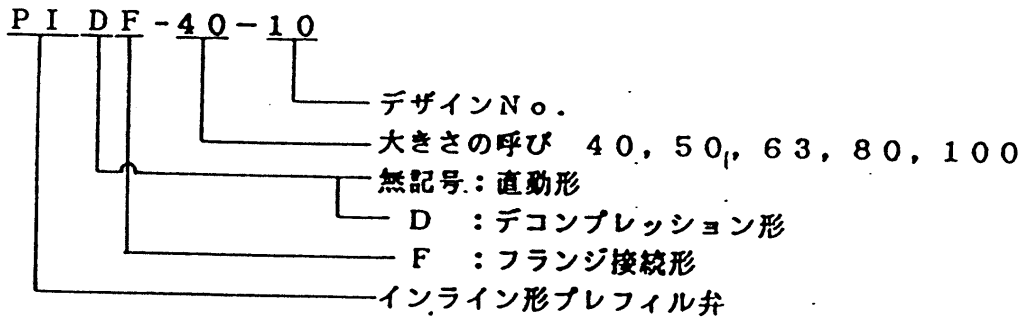 PIDF-40-10
デザインNo.
大きさの呼び 40, 50, 63, 80, 100
無記号:直動形
D :デコンプレッション形
F :フランジ接続形
インライン形プレフィル弁